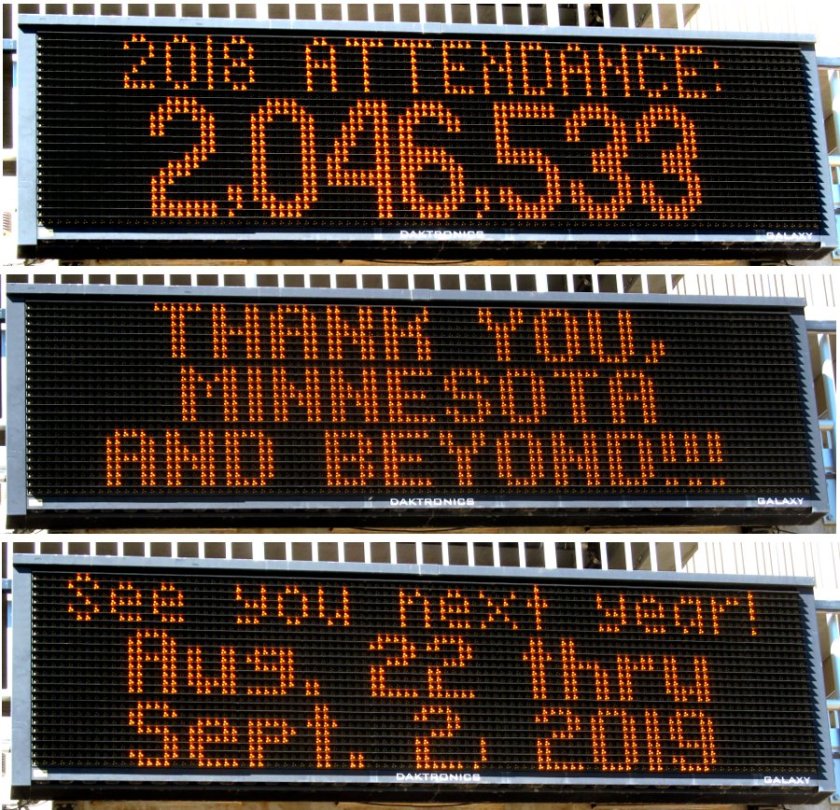 2018 ATTENDANCE:
2,046,533
DAKTRONICS GALAXY
THANK YOU,
MINNESOTA
AND BEYOND!!!
DAKTRONICS GALAXY
See you next year!
Aug. 22 thru
Sept. 2, 2019
DAKTRONICS GALAXY